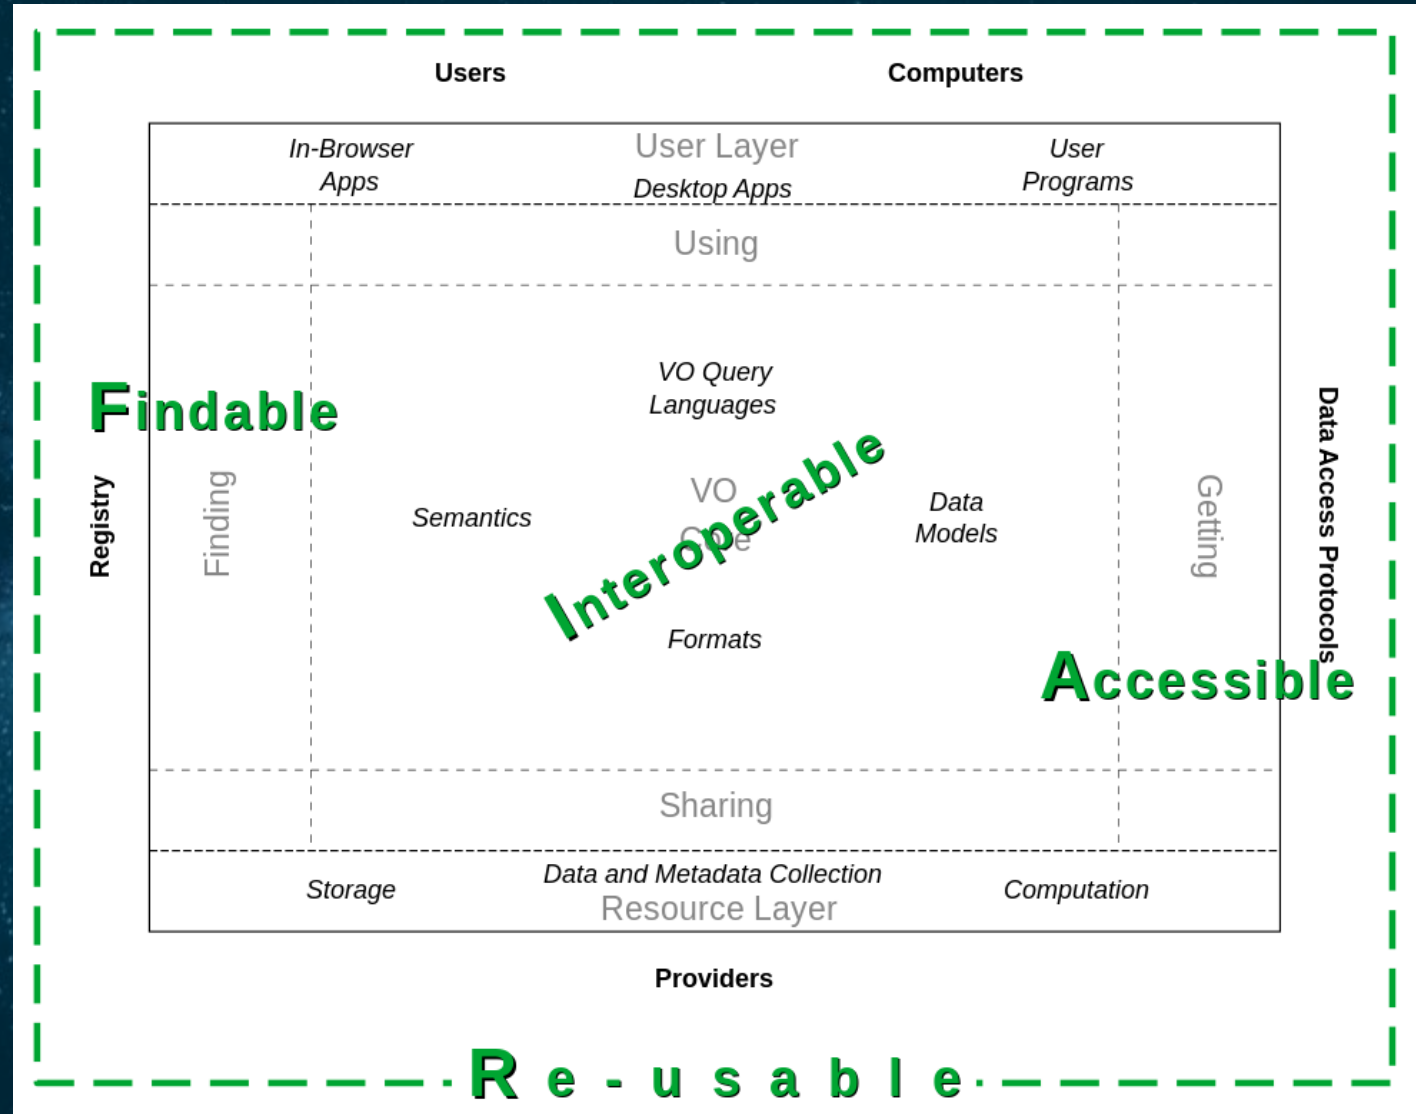 Users
Computers
In-Browser
Apps
User Layer
Desktop Apps
User
Programs
Using
VO Query
Languages
Findable
Registry
Finding
Semantics
VO
Core
Interoperable
Data
Models
Getting
Data Access Protocols
Formats
Accessible
Sharing
Storage
Data and Metadata Collection
Resource Layer
Computation
Providers
Re-usable